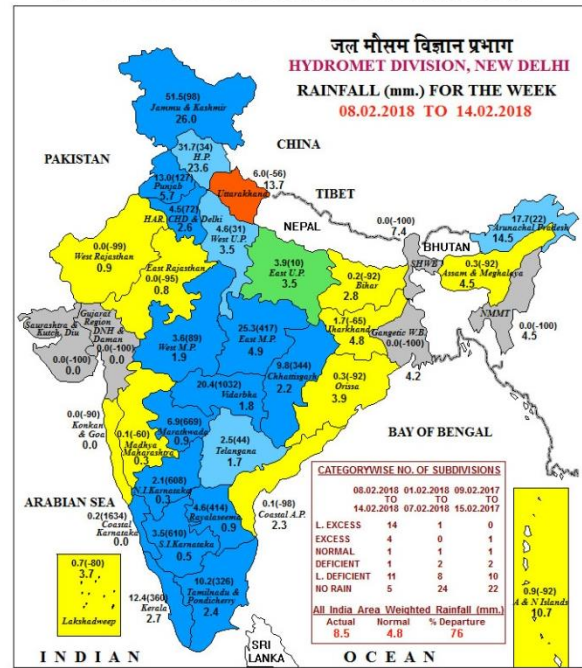 जल मौसम विज्ञान प्रभाग
HYDROMET DIVISION, NEW DELHI
RAINFALL (mm.) FOR THE WEEK
08.02.2018 TO 14.02.2018
51.5(98)
Jammu & Kashmir
26.0
CHINA
PAKISTAN
31.7(34)
H.P.
23.6
13.0(127)
Punjab
5.7
6.0(-56)
Uttarakhand
13.7
TIBET
4.5(72)
HAR. CHD & Delhi
2.6
4.6(31)
West U.P.
3.5
NEPAL
0.0(-100)
7.4
SHWB
BHUTAN
17.7(22)
Arunachal Pradesh
14.5
0.0(-99)
West Rajasthan
0.9
East Rajasthan
0.0(-95)
0.8
3.9(10)
East U.P.
3.5
0.2(-92)
Bihar
2.8
0.3(-92)
Assam & Meghalaya
4.5
NMMT
0.0(-100)
4.5
Saurashtra &
Kutch, Diu
0.0(-100)
0.0
Gujarat
Region
DNH &
Daman
0.0(-100)
0.0
3.6(89)
West M.P.
1.9
25.3(417)
East M.P.
4.9
1.7(-65)
Jharkhand
4.8
Gangetic W.B.
0.0(-100)
4.2
9.8(344)
Chhattisgarh
2.2
20.4(1032)
Vidarbha
1.8
0.3(-92)
Orissa
3.9
0.0(-90)
Konkan
& Goa
0.0
0.1(-60)
Madhya
Maharashtra
0.3
6.9(669)
Marathwada
0.9
2.5(44)
Telangana
1.7
BAY OF BENGAL
ARABIAN SEA
2.1(608)
N.I.Karnataka
0.3
0.2(1634)
Coastal
Karnataka
0.0
4.6(414)
Rayalaseema
0.9
0.1(-98)
Coastal A.P.
2.3
3.5(610)
S.I.Karnataka
0.5
0.7(-80)
3.7
Lakshadweep
12.4(360)
Kerala
2.7
10.2(326)
Tamilnadu &
Pondicherry
2.4
CATEGORYWISE NO. OF SUBDIVISIONS
08.02.2018 01.02.2018 09.02.2017
TO TO TO
14.02.2018 07.02.2018 15.02.2017
L. EXCESS 14 1 0
EXCESS 4 0 1
NORMAL 1 1 1
DEFICIENT 1 2 2
L. DEFICIENT 11 8 10
NO RAIN 5 24 22
All India Area Weighted Rainfall (mm.)
Actual Normal % Departure
8.5 4.8 76
0.9(-92)
A & N Islands
10.7
SRI
LANKA
INDIAN OCEAN